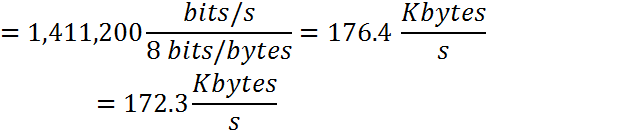 = 1,411,200 bits/s / 8 bits/bytes = 176.4 Kbytes / s
= 172.3 Kbytes / s